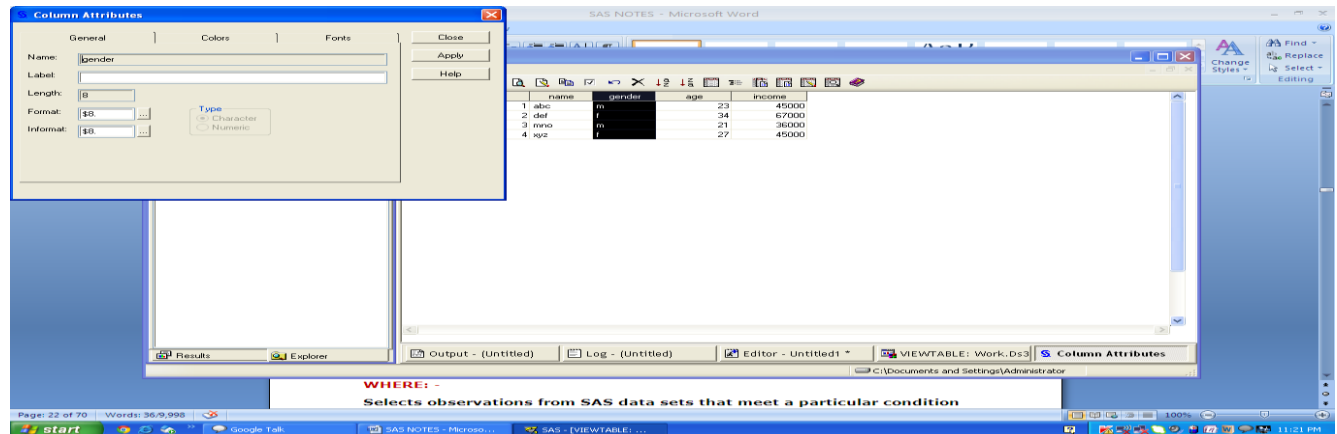 Column Attributes
SAS NOTES - Microsoft Word
General Colors Fonts
Close
Apply
Help
Name: gender
Label:
Length: 8
Format: $8. ...
Informat: $8. ...
Type
Character
Numeric
Find
Replace
Select
Change Styles
Editing
name gender age income
1 abc m 23 45000
2 def f 34 67000
3 mno m 21 36000
4 xyz f 27 45000
Results Explorer
Output - (Untitled) Log - (Untitled) Editor - Untitled1 * VIEWTABLE: Work.Ds3 Column Attributes
C:\Documents and Settings\Administrator
WHERE: -
Selects observations from SAS data sets that meet a particular condition
Page: 22 of 70 Words: 36/9,998 100%
start Google Talk SAS NOTES - Microso... SAS - [VIEWTABLE: ... 11:21 PM